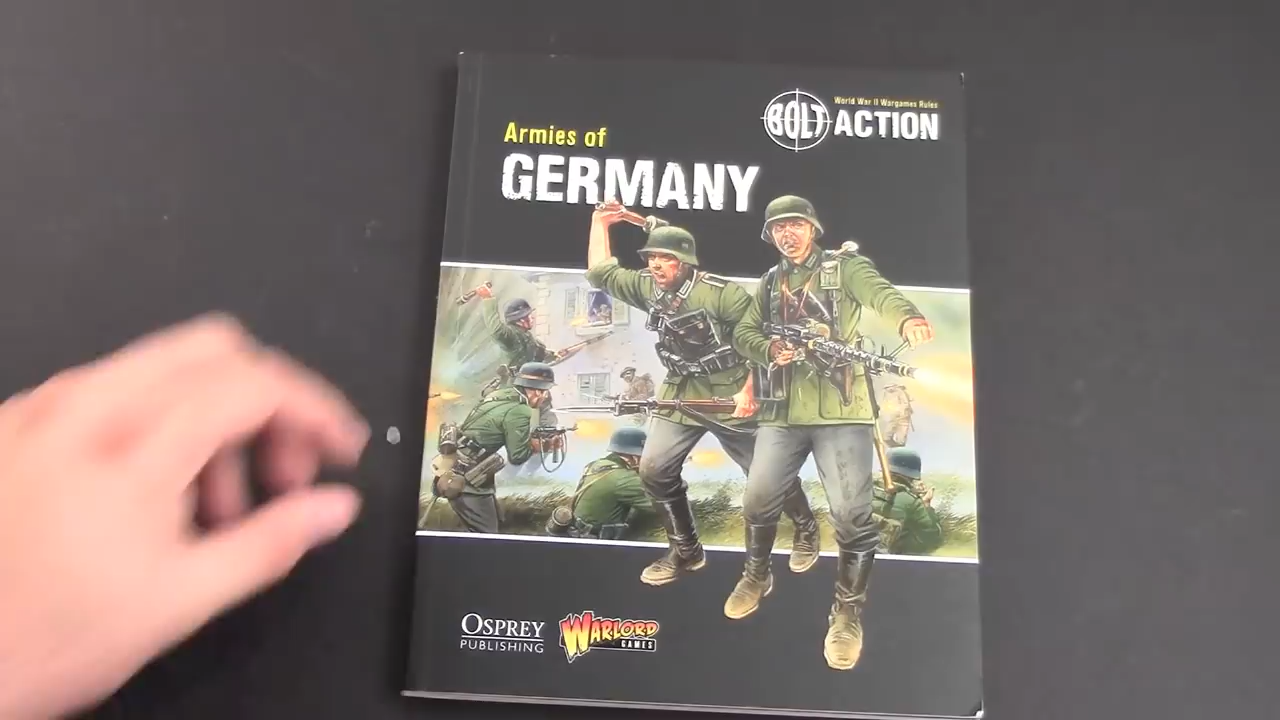 World War II Wargames Rules
BOLT ACTION
Armies of
GERMANY
OSPREY
PUBLISHING
WARLORD
GAMES